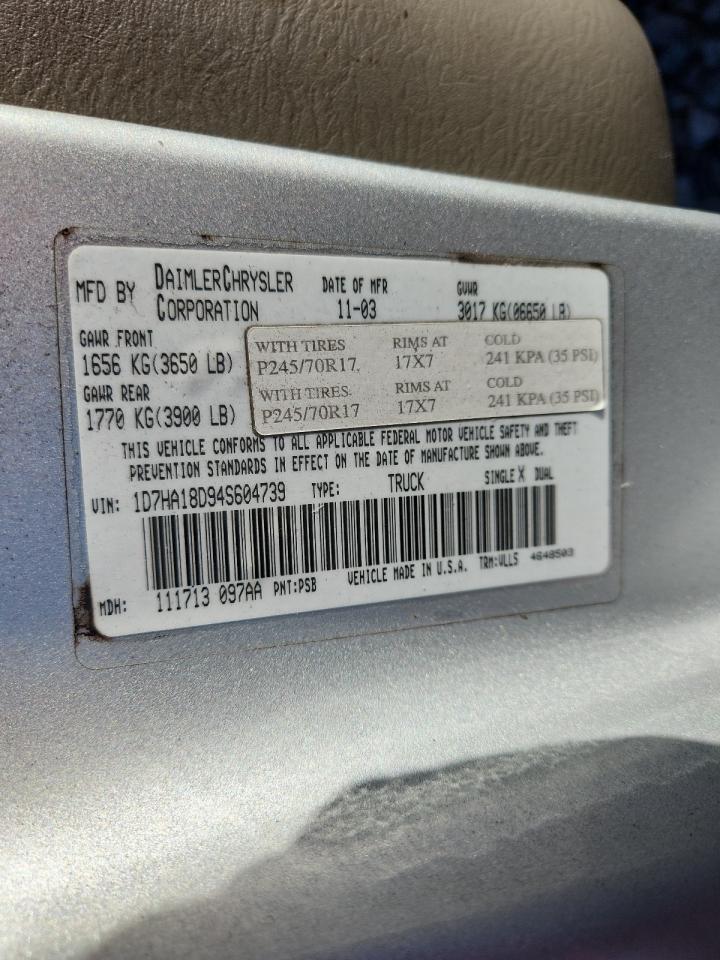 MFD BY DAIMLERCHRYSLER CORPORATION DATE OF MFR 11-03 GVWR 3017 KG(06650 LB)
GAWR FRONT
1656 KG(3650 LB)
WITH TIRES RIMS AT COLD
P245/70R17, 17X7 241 KPA (35 PSI)
GAWR REAR
1770 KG(3900 LB)
WITH TIRES. RIMS AT COLD
P245/70R17 17X7 241 KPA (35 PSI)
THIS VEHICLE CONFORMS TO ALL APPLICABLE FEDERAL MOTOR VEHICLE SAFETY AND THEFT
PREVENTION STANDARDS IN EFFECT ON THE DATE OF MANUFACTURE SHOWN ABOVE.
VIN: 1D7HA18D94S604739 TYPE: TRUCK SINGLE X DUAL
MDH: 111713 097AA PNT:PSB VEHICLE MADE IN U.S.A. TRM:VLLS 4648503